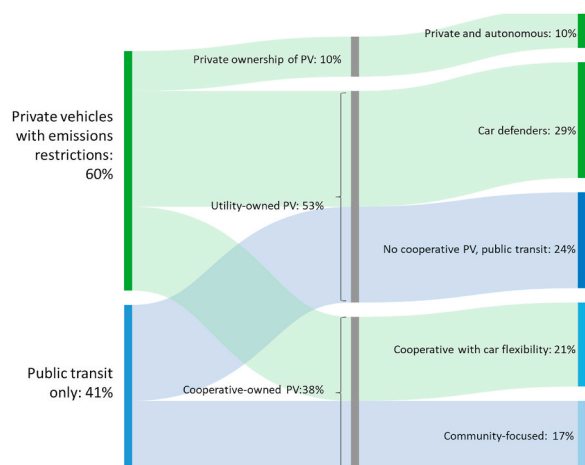 Private vehicles
with emissions
restrictions:
60%
Public transit
only: 41%
Private ownership of PV: 10%
Utility-owned PV: 53%
Cooperative-owned PV:38%
Private and autonomous: 10%
Car defenders: 29%
No cooperative PV, public transit: 24%
Cooperative with car flexibility: 21%
Community-focused: 17%